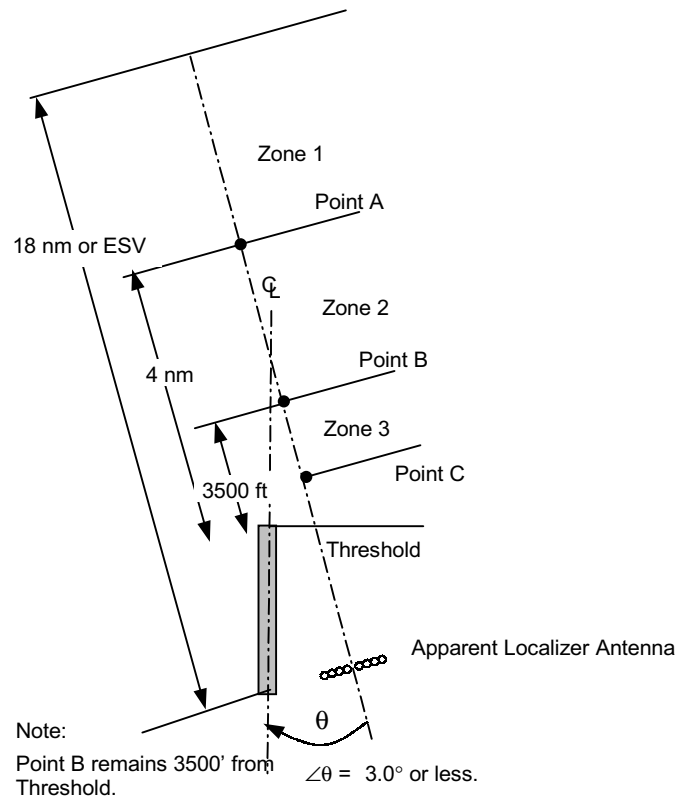 Zone 1
Point A
18 nm or ESV
℄
Zone 2
4 nm
Point B
Zone 3
Point C
3500 ft
Threshold
Apparent Localizer Antenna
θ
Note:
Point B remains 3500' from
Threshold.
∠θ = 3.0° or less.